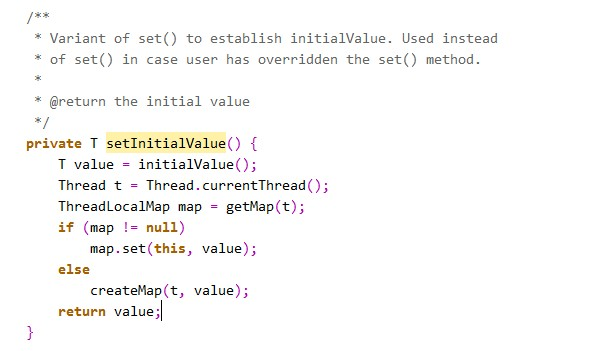 /**
 * Variant of set() to establish initialValue. Used instead
 * of set() in case user has overridden the set() method.
 *
 * @return the initial value
 */
private T setInitialValue() {
    T value = initialValue();
    Thread t = Thread.currentThread();
    ThreadLocalMap map = getMap(t);
    if (map != null)
        map.set(this, value);
    else
        createMap(t, value);
    return value;
}